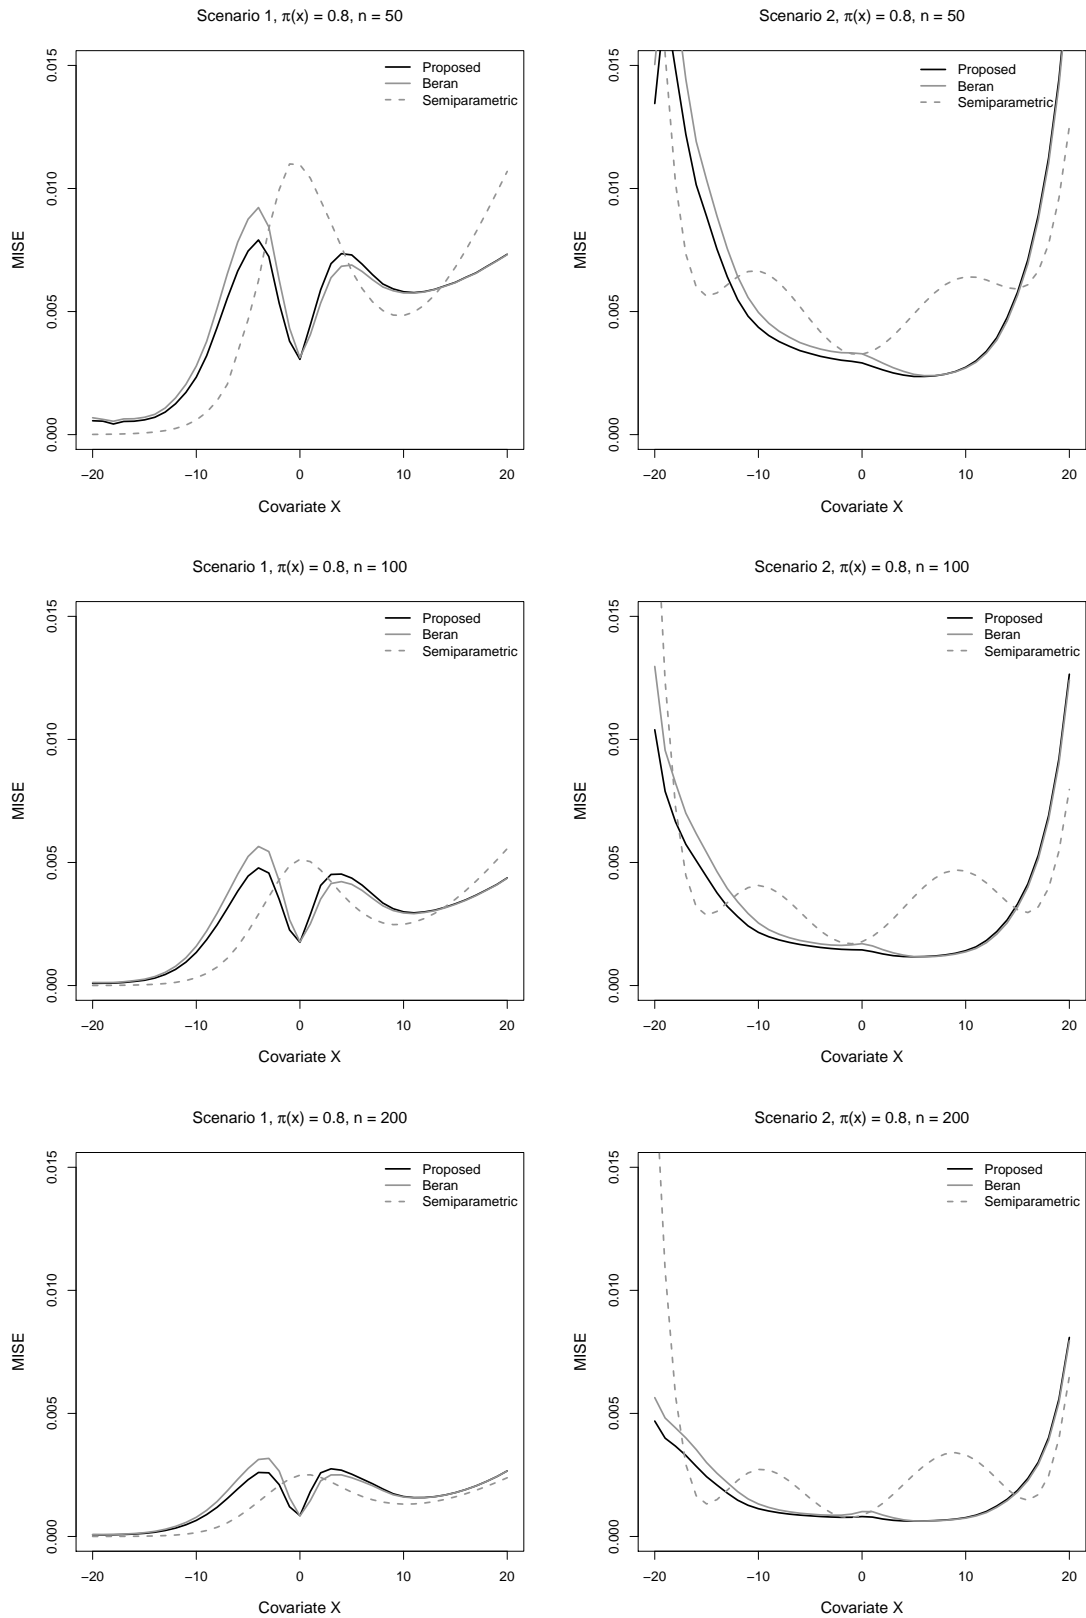 Scenario 1, π(x) = 0.8, n = 50
Proposed
Beran
Semiparametric
0.000 0.005 0.010 0.015
MISE
−20 −10 0 10 20
Covariate X
Scenario 2, π(x) = 0.8, n = 50
Proposed
Beran
Semiparametric
0.000 0.005 0.010 0.015
MISE
−20 −10 0 10 20
Covariate X
Scenario 1, π(x) = 0.8, n = 100
Proposed
Beran
Semiparametric
0.000 0.005 0.010 0.015
MISE
−20 −10 0 10 20
Covariate X
Scenario 2, π(x) = 0.8, n = 100
Proposed
Beran
Semiparametric
0.000 0.005 0.010 0.015
MISE
−20 −10 0 10 20
Covariate X
Scenario 1, π(x) = 0.8, n = 200
Proposed
Beran
Semiparametric
0.000 0.005 0.010 0.015
MISE
−20 −10 0 10 20
Covariate X
Scenario 2, π(x) = 0.8, n = 200
Proposed
Beran
Semiparametric
0.000 0.005 0.010 0.015
MISE
−20 −10 0 10 20
Covariate X